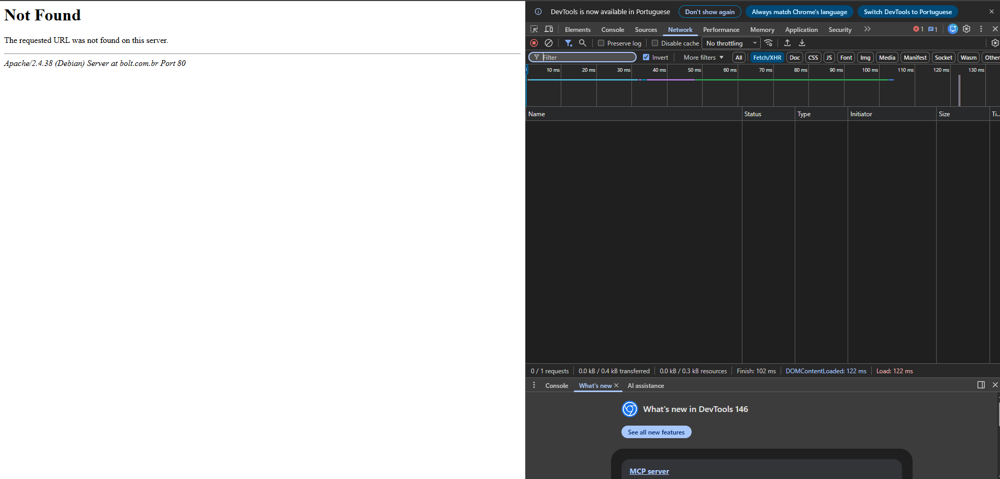 Not Found
The requested URL was not found on this server.
Apache/2.4.38 (Debian) Server at bolt.com.br Port 80
DevTools is now available in Portuguese Don't show again Always match Chrome's language Switch DevTools to Portuguese
Elements Console Sources Network Performance Memory Application Security 1 1
Preserve log Disable cache No throttling
Filter Invert More filters All Fetch/XHR Doc CSS JS Font Img Media Manifest Socket Wasm Other
10 ms 20 ms 30 ms 40 ms 50 ms 60 ms 70 ms 80 ms 90 ms 100 ms 110 ms 120 ms 130 ms
Name Status Type Initiator Size Ti..
0 / 1 requests 0.0 kB / 0.4 kB transferred 0.0 kB / 0.3 kB resources Finish: 102 ms DOMContentLoaded: 122 ms Load: 122 ms
Console What's new AI assistance
What's new in DevTools 146
See all new features
MCP server